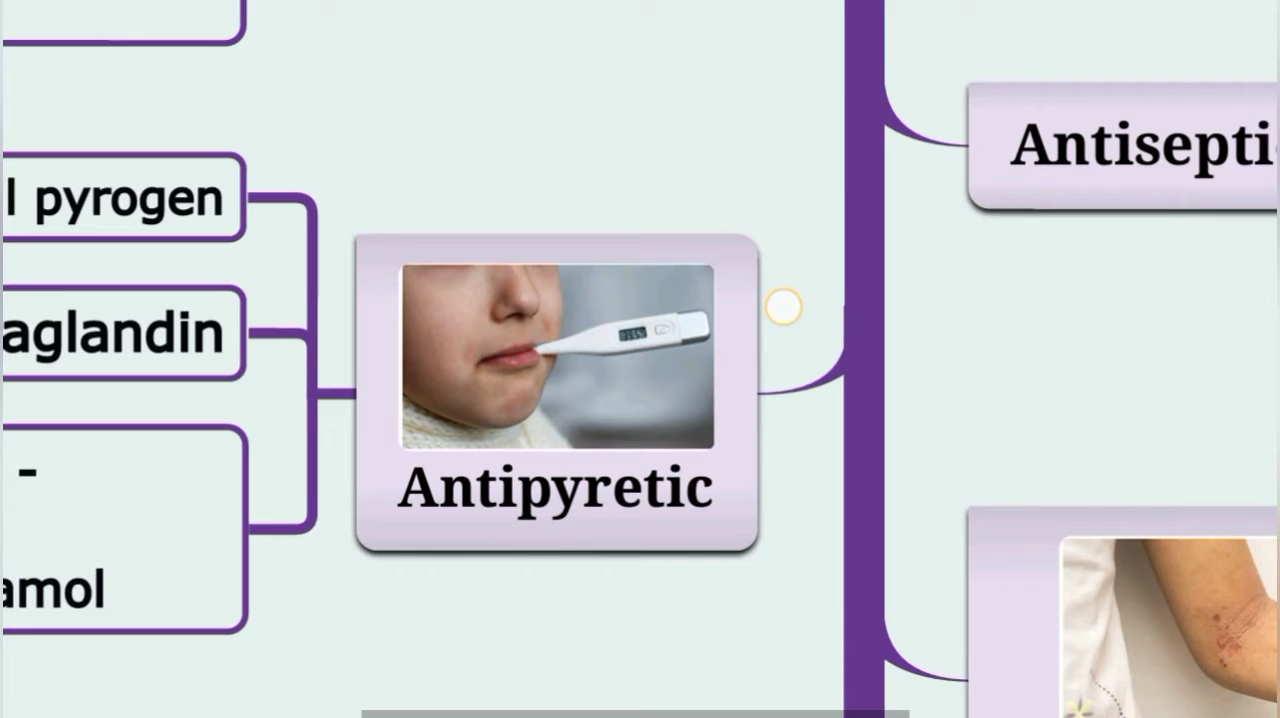 l pyrogen
aglandin
-
amol
Antipyretic
Antisepti